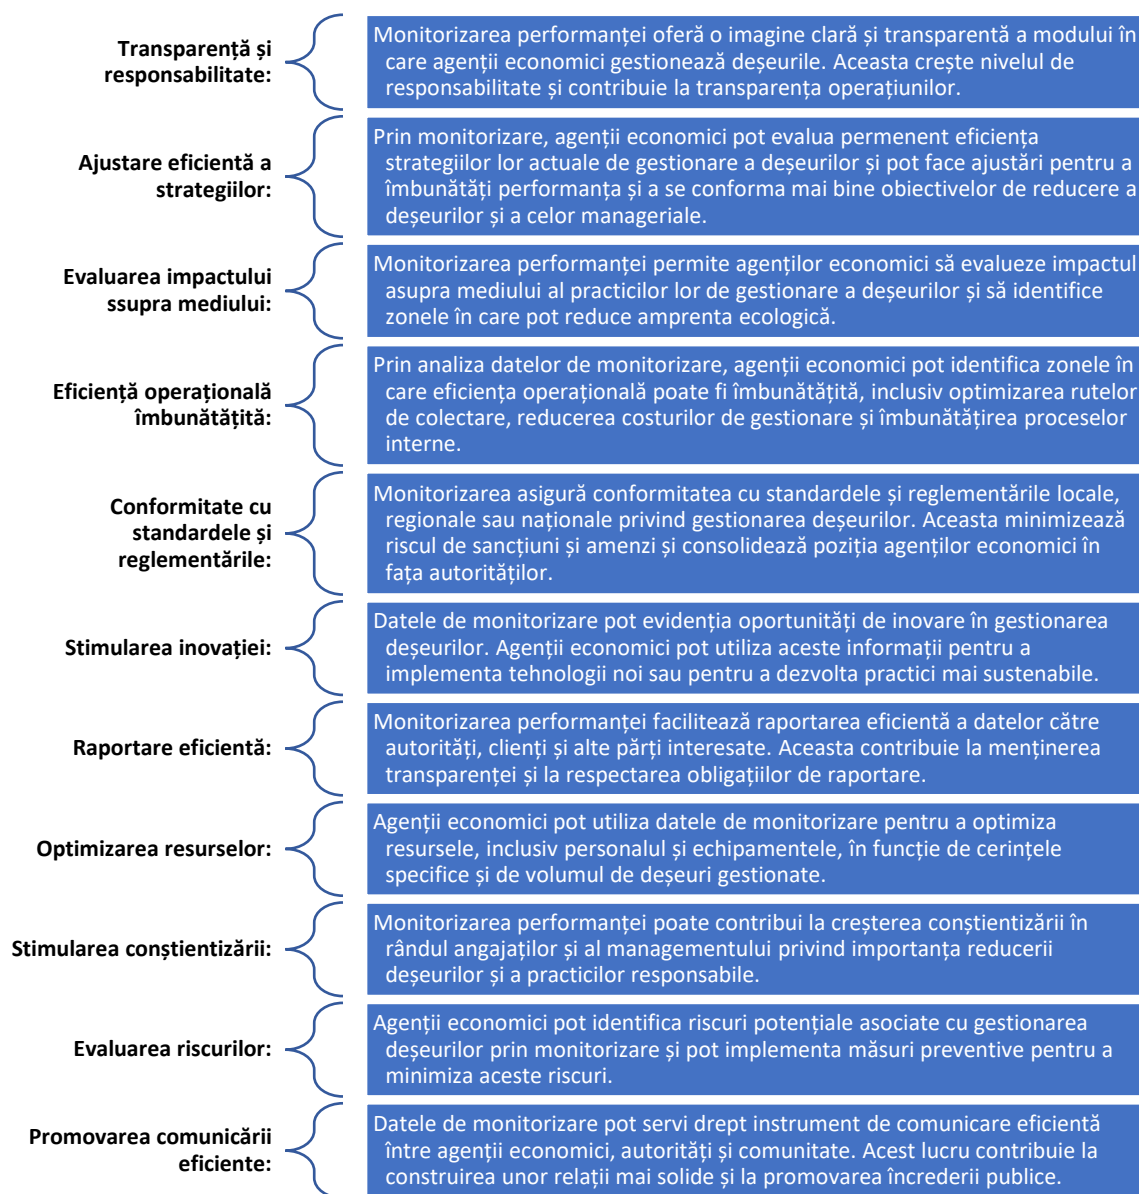 Transparență și
responsabilitate:
Monitorizarea performanței oferă o imagine clară și transparentă a modului în
care agenții economici gestionează deșeurile. Aceasta crește nivelul de
responsabilitate și contribuie la transparența operațiunilor.
Ajustare eficientă a
strategiilor:
Prin monitorizare, agenții economici pot evalua permenent eficiența
strategiilor lor actuale de gestionare a deșeurilor și pot face ajustări pentru a
îmbunătăți performanța și a se conforma mai bine obiectivelor de reducere a
deșeurilor și a celor manageriale.
Evaluarea impactului
ssupra mediului:
Monitorizarea performanței permite agenților economici să evalueze impactul
asupra mediului al practicilor lor de gestionare a deșeurilor și să identifice
zonele în care pot reduce amprenta ecologică.
Eficiență operațională
îmbunătățită:
Prin analiza datelor de monitorizare, agenții economici pot identifica zonele în
care eficiența operațională poate fi îmbunătățită, inclusiv optimizarea rutelor
de colectare, reducerea costurilor de gestionare și îmbunătățirea proceselor
interne.
Conformitate cu
standardele și
reglementările:
Monitorizarea asigură conformitatea cu standardele și reglementările locale,
regionale sau naționale privind gestionarea deșeurilor. Aceasta minimizează
riscul de sancțiuni și amenzi și consolidează poziția agenților economici în
fața autorităților.
Stimularea inovației:
Datele de monitorizare pot evidenția oportunități de inovare în gestionarea
deșeurilor. Agenții economici pot utiliza aceste informații pentru a
implementa tehnologii noi sau pentru a dezvolta practici mai sustenabile.
Raportare eficientă:
Monitorizarea performanței facilitează raportarea eficientă a datelor către
autorități, clienți și alte părți interesate. Aceasta contribuie la menținerea
transparenței și la respectarea obligațiilor de raportare.
Optimizarea resurselor:
Agenții economici pot utiliza datele de monitorizare pentru a optimiza
resursele, inclusiv personalul și echipamentele, în funcție de cerințele
specifice și de volumul de deșeuri gestionate.
Stimularea conștientizării:
Monitorizarea performanței poate contribui la creșterea conștientizării în
rândul angajaților și al managementului privind importanța reducerii
deșeurilor și a practicilor responsabile.
Evaluarea riscurilor:
Agenții economici pot identifica riscuri potențiale asociate cu gestionarea
deșeurilor prin monitorizare și pot implementa măsuri preventive pentru a
minimiza aceste riscuri.
Promovarea comunicării
eficiente:
Datele de monitorizare pot servi drept instrument de comunicare eficientă
între agenții economici, autorități și comunitate. Acest lucru contribuie la
construirea unor relații mai solide și la promovarea încrederii publice.